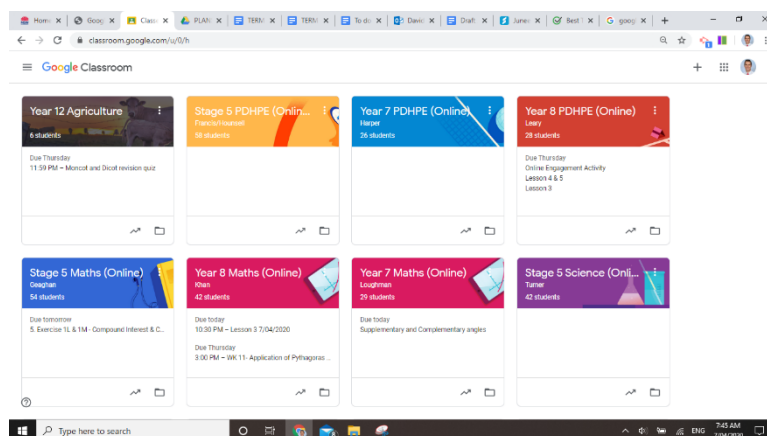 Home
Goog
Class
PLAN
TERM
TERM
To do
Draft
Best
G goog
classroom.google.com/u/0/h
Google Classroom
Year 12 Agriculture
6 students
Due Thursday
11:59 PM – Moncot and Dicot revision quiz
Stage 5 PDHPE (Onlin...
Francis/Hounsell
58 students
Year 7 PDHPE (Online)
Harper
26 students
Year 8 PDHPE (Online)
Leary
28 students
Due Thursday
Online Engagement Activity
Lesson 4 & 5
Lesson 3
Stage 5 Maths (Online)
Geaghan
54 students
Due tomorrow
5. Exercise 1L & 1M - Compound Interest & C...
Year 8 Maths (Online)
Khan
42 students
Due today
10:30 PM – Lesson 3 7/04/2020
Due Thursday
3:00 PM – WK 11- Application of Pythagoras ...
Year 7 Maths (Online)
Loughman
29 students
Due today
Supplementary and Complementary angles
Stage 5 Science (Onli...
Turner
42 students
Type here to search
ENG
7:45 AM
7/04/2020